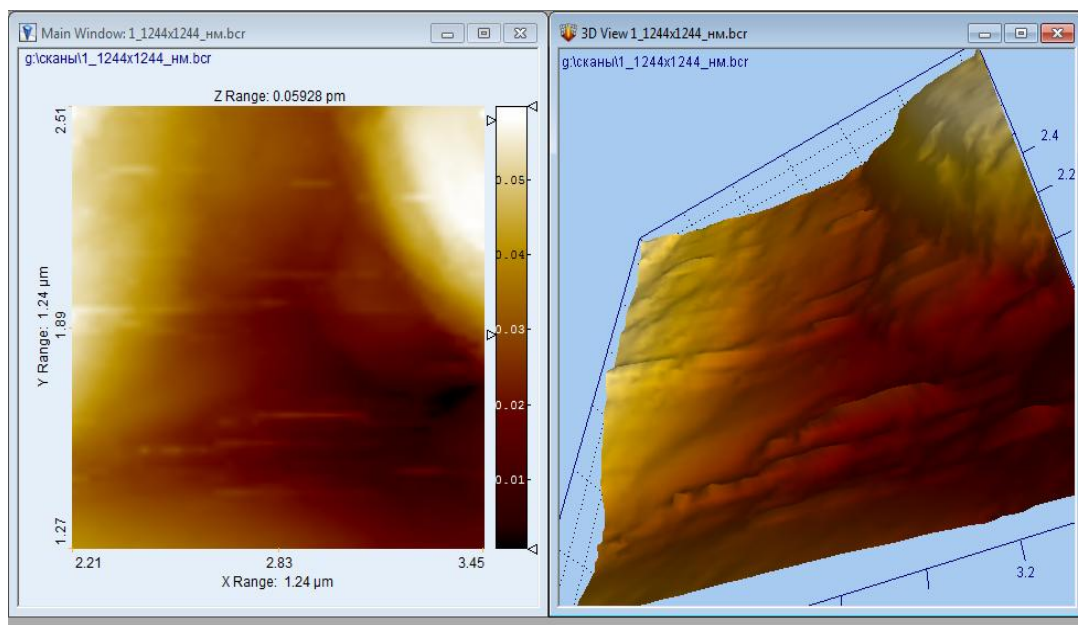 Main Window: 1_1244x1244_нм.bcr
g:\сканы\1_1244x1244_нм.bcr
Z Range: 0.05928 pm
2.51
1.89
1.27
Y Range: 1.24 µm
0.05
0.04
0.03
0.02
0.01
2.21
2.83
3.45
X Range: 1.24 µm
3D View 1_1244x1244_нм.bcr
g:\сканы\1_1244x1244_нм.bcr
2.4
2.2
3.2